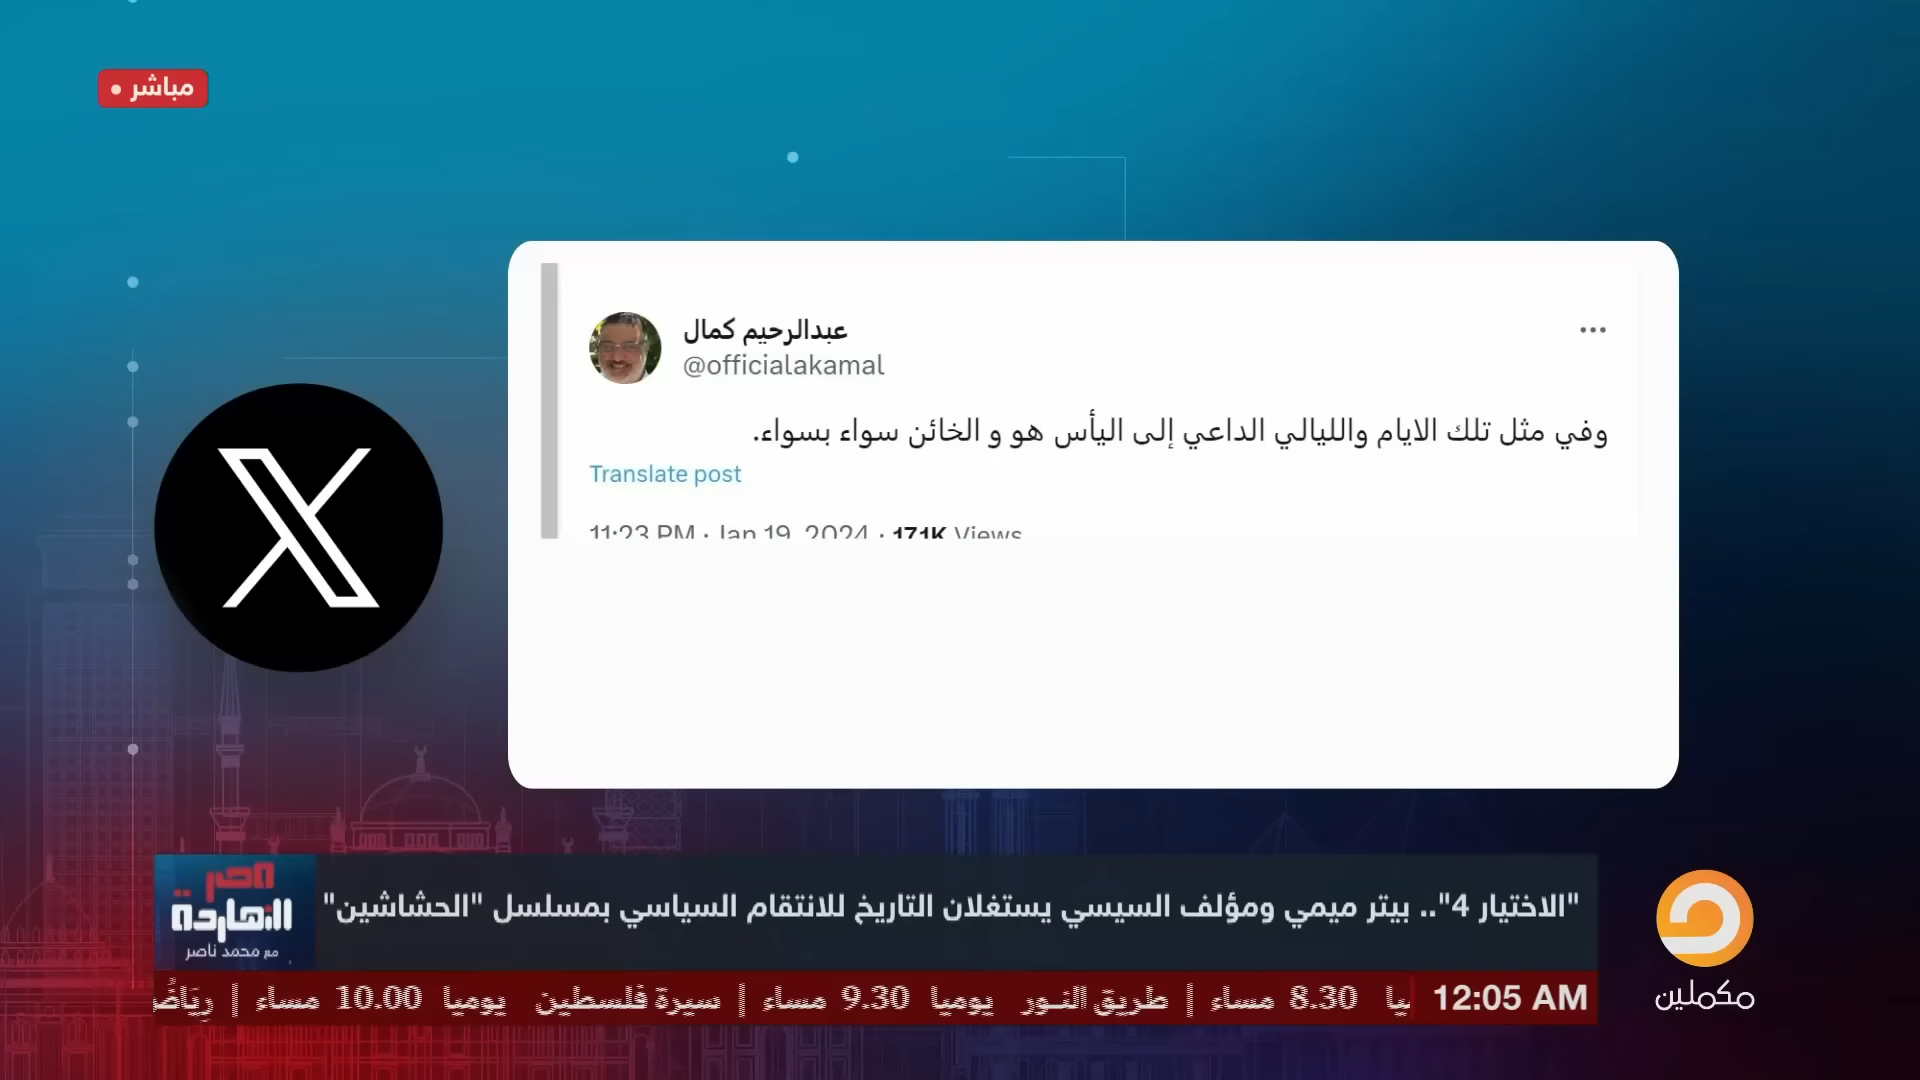 مباشر
عبدالرحيم كمال
@officialakamal
وفي مثل تلك الايام والليالي الداعي إلى اليأس هو و الخائن سواء بسواء.
Translate post
11:23 PM · Jan 19, 2024 · 171K Views
مصر
النهاردة
مع محمد ناصر
"الاختيار 4".. بيتر ميمي ومؤلف السيسي يستغلان التاريخ للانتقام السياسي بمسلسل "الحشاشين"
12:05 AM
8.30 مساء | طريق النور يوميا 9.30 مساء | سيرة فلسطين يوميا 10.00 مساء |
مكملين